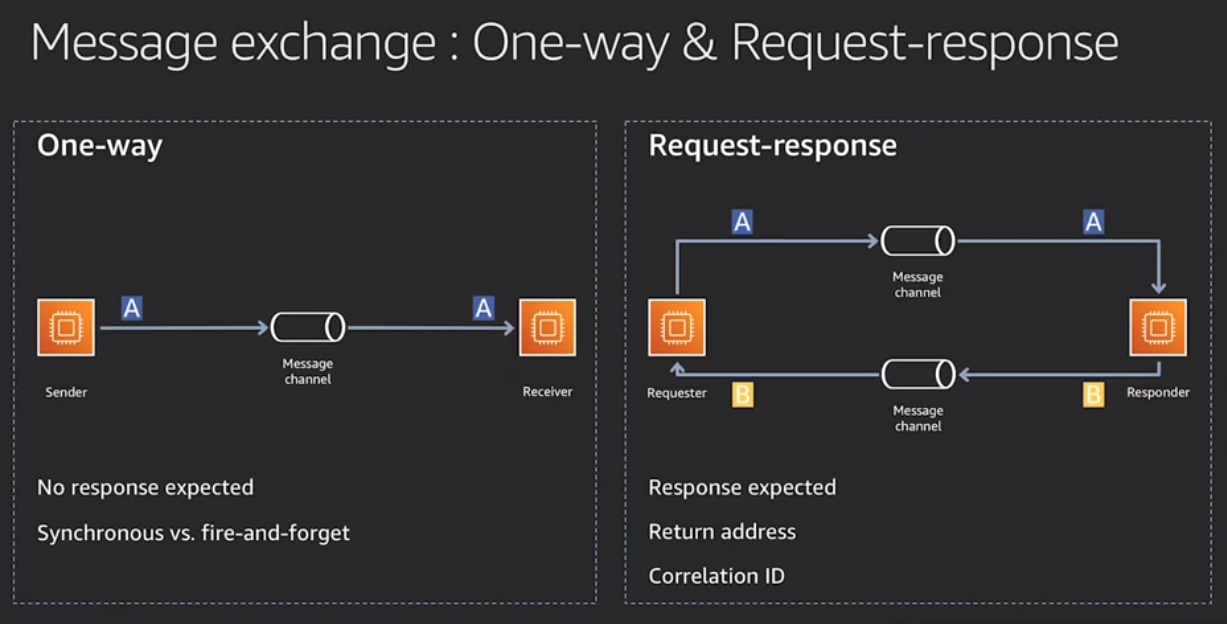 Message exchange : One-way & Request-response
One-way
A
A
Message
channel
Sender
Receiver
No response expected
Synchronous vs. fire-and-forget
Request-response
A
A
Message
channel
Requester
Responder
B
B
Message
channel
Response expected
Return address
Correlation ID